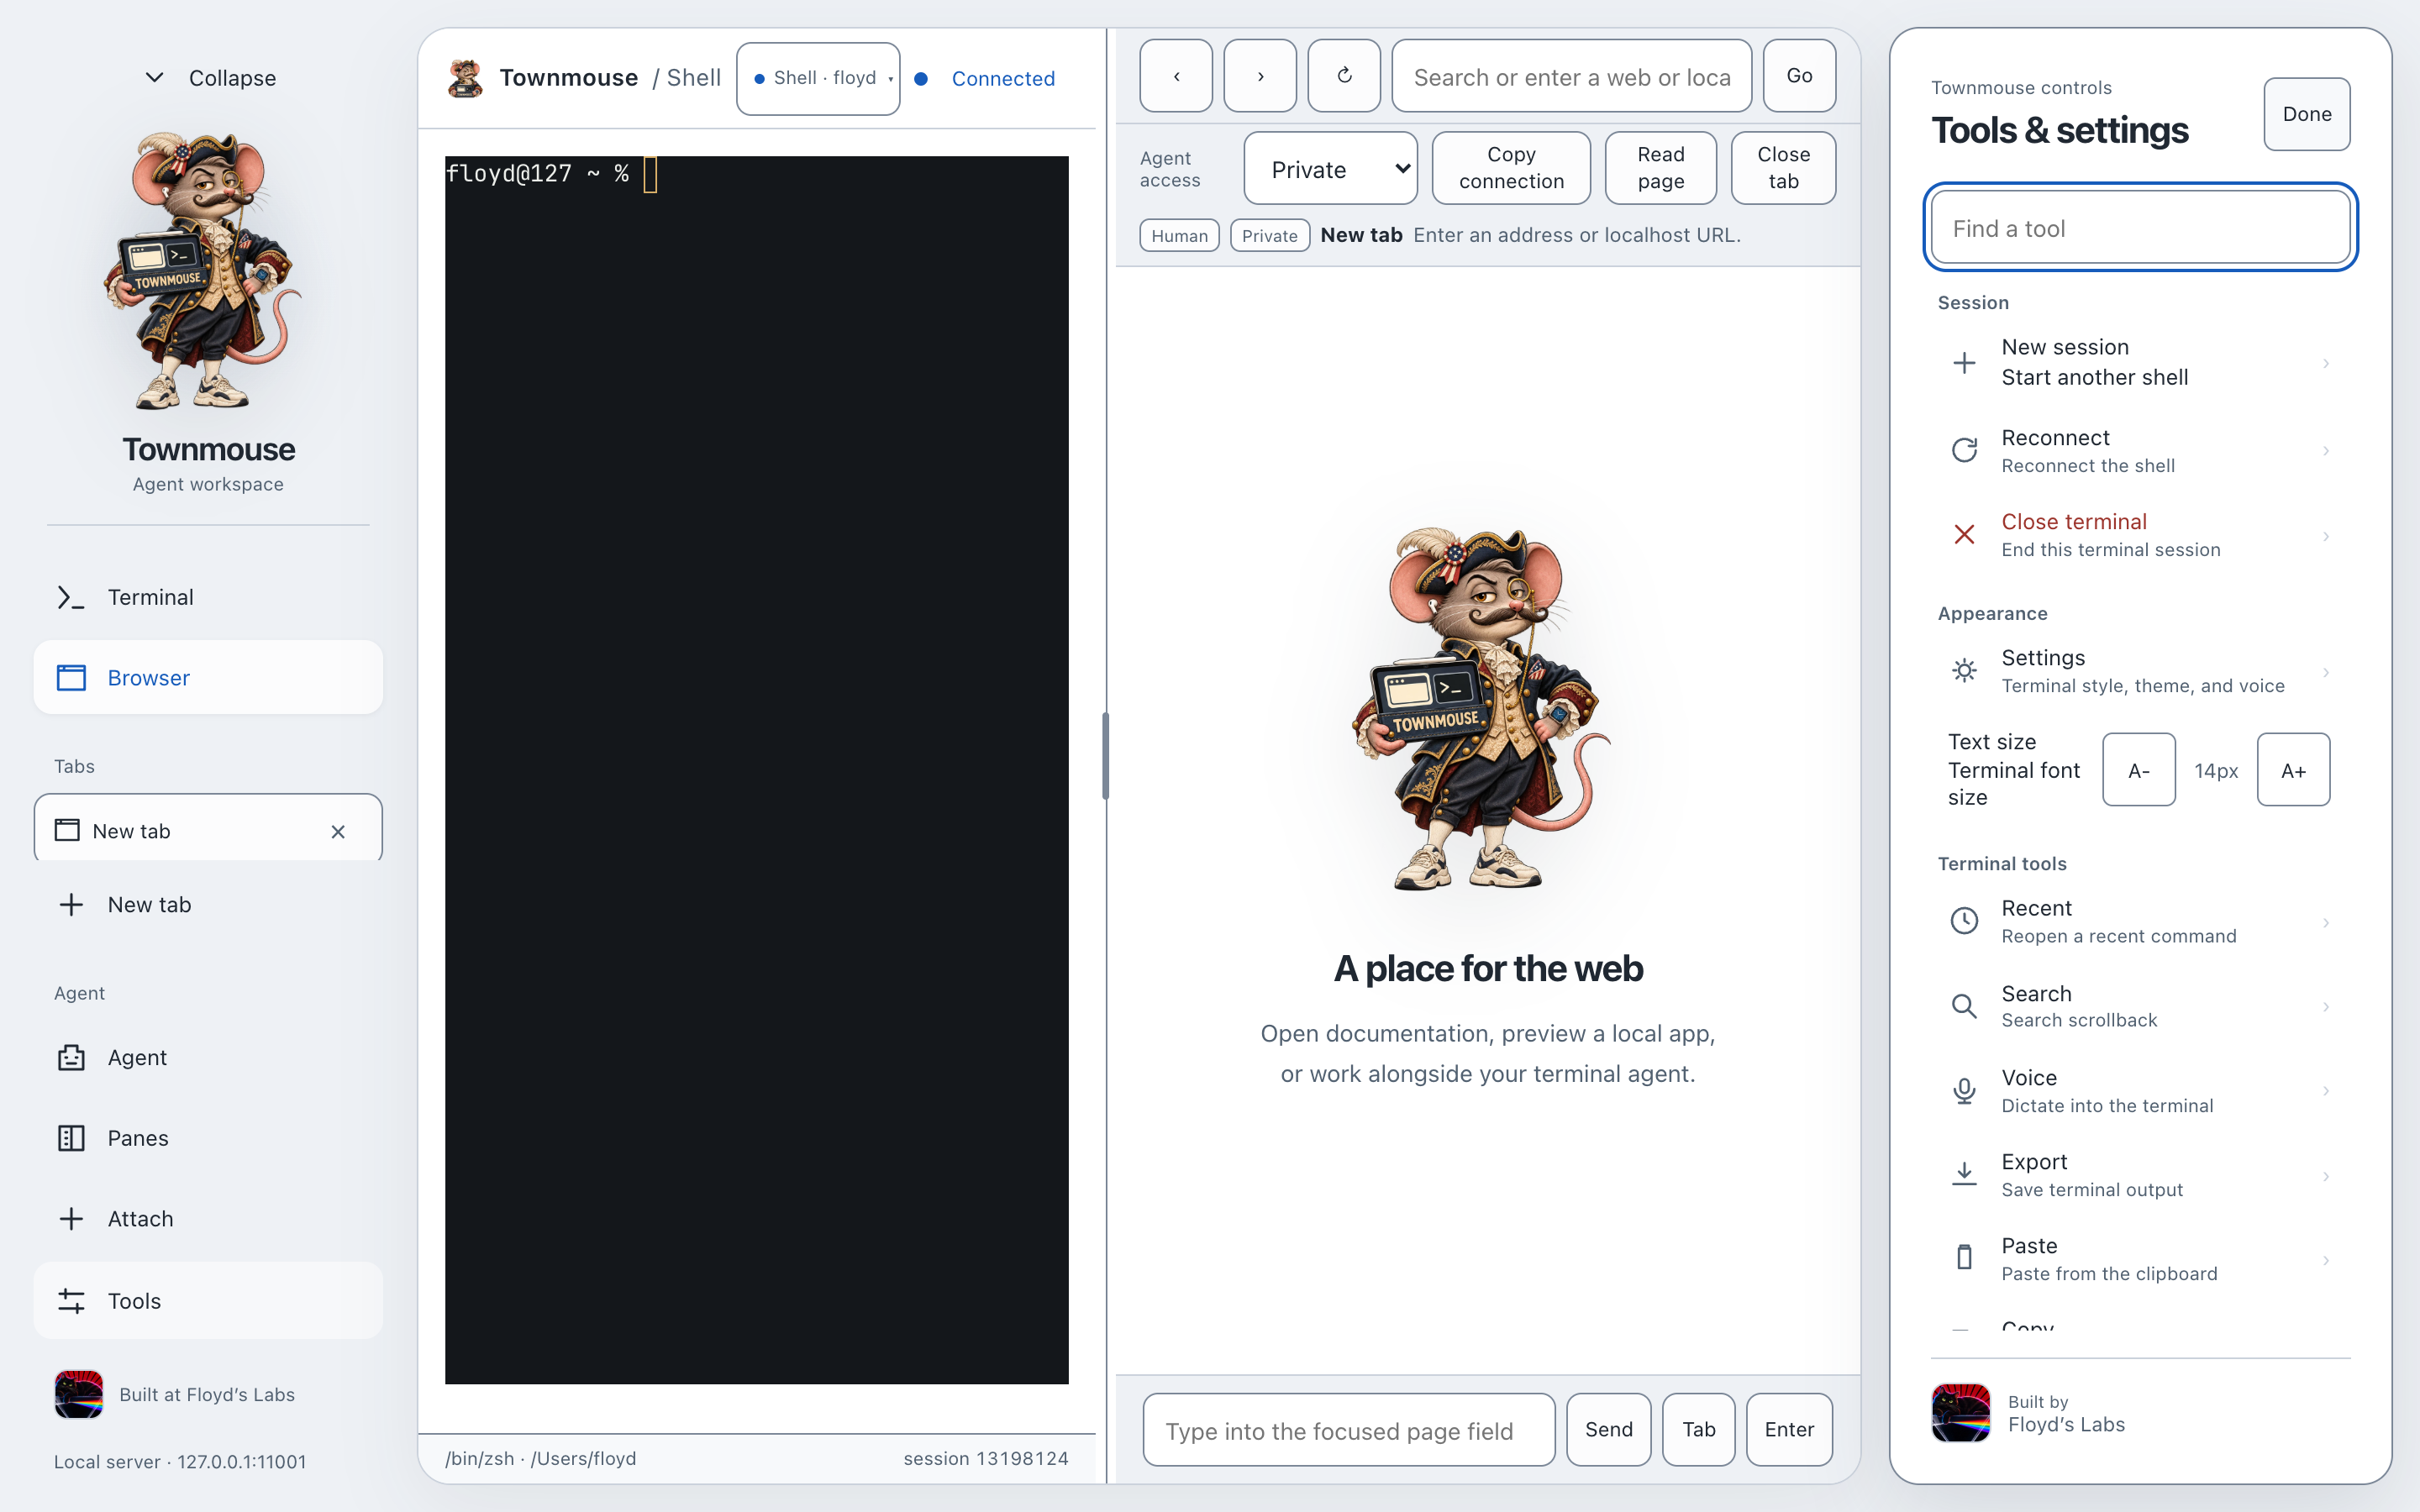 Collapse
TOWNMOUSE
Townmouse
Agent workspace
Terminal
Browser
Tabs
New tab
New tab
Agent
Agent
Panes
Attach
Tools
Built at Floyd’s Labs
Local server · 127.0.0.1:11001
Townmouse / Shell
Shell · floyd
Connected
floyd@127 ~ %
/bin/zsh · /Users/floyd
session 13198124
Search or enter a web or loca
Go
Agent
access
Private
Copy
connection
Read
page
Close
tab
Human
Private
New tab Enter an address or localhost URL.
TOWNMOUSE
A place for the web
Open documentation, preview a local app,
or work alongside your terminal agent.
Type into the focused page field
Send
Tab
Enter
Townmouse controls
Tools & settings
Done
Find a tool
Session
New session
Start another shell
Reconnect
Reconnect the shell
Close terminal
End this terminal session
Appearance
Settings
Terminal style, theme, and voice
Text size
Terminal font
size
A-
14px
A+
Terminal tools
Recent
Reopen a recent command
Search
Search scrollback
Voice
Dictate into the terminal
Export
Save terminal output
Paste
Paste from the clipboard
Copy
Built by
Floyd’s Labs